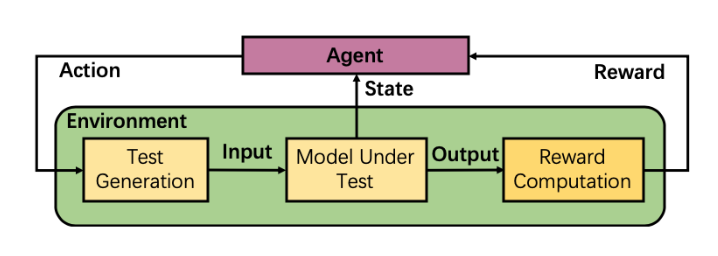 Agent
Action
Reward
State
Environment
Test
Generation
Input
Model Under
Test
Output
Reward
Computation